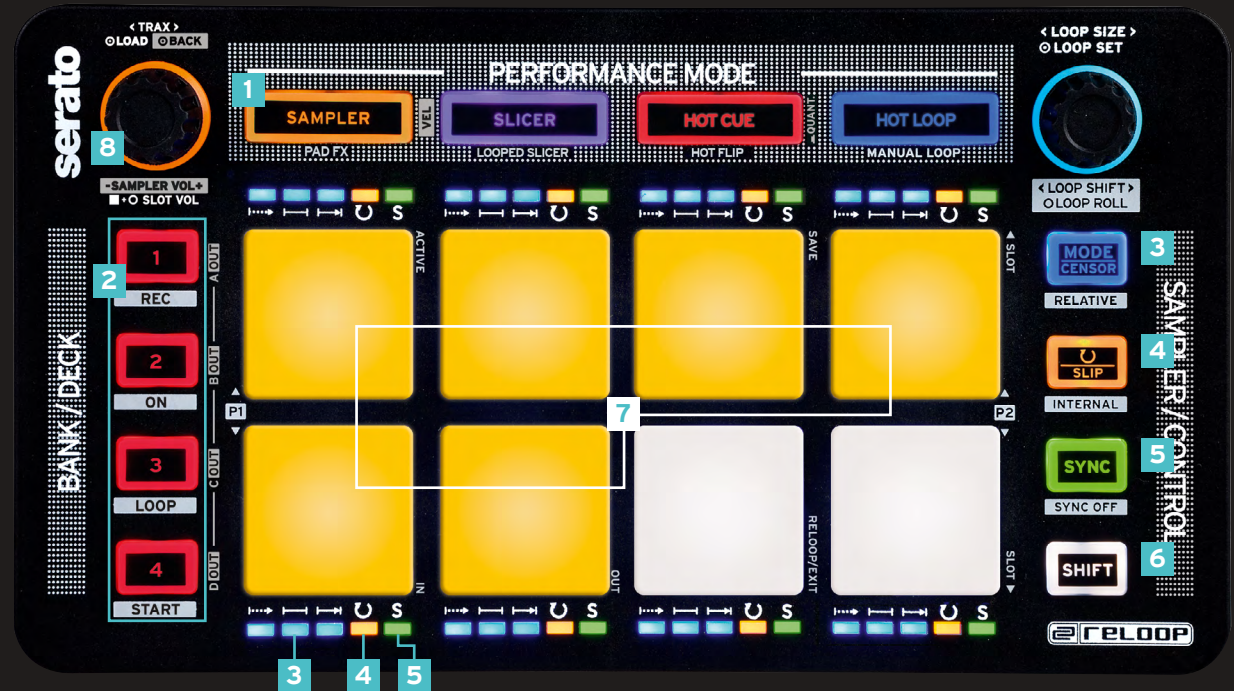 < TRAX >
LOAD BACK
serato
8
-SAMPLER VOL+
+ SLOT VOL
1
PERFORMANCE MODE
SAMPLER
VEL
SLICER
HOT CUE
QUANT
HOT LOOP
PAD FX
LOOPED SLICER
HOT FLIP
MANUAL LOOP
< LOOP SIZE >
LOOP SET
< LOOP SHIFT >
LOOP ROLL
S
S
S
S
BANK / DECK
2
1
REC
A OUT
2
ON
B OUT
3
LOOP
C OUT
4
START
D OUT
ACTIVE
SAVE
SLOT
P1
7
P2
IN
OUT
RELOOP/EXIT
SLOT
S
S
S
S
3
4
5
MODE
CENSOR
3
RELATIVE
SLIP
4
INTERNAL
SYNC
5
SYNC OFF
SHIFT
6
SAMPLER / CONTROL
RELOOP